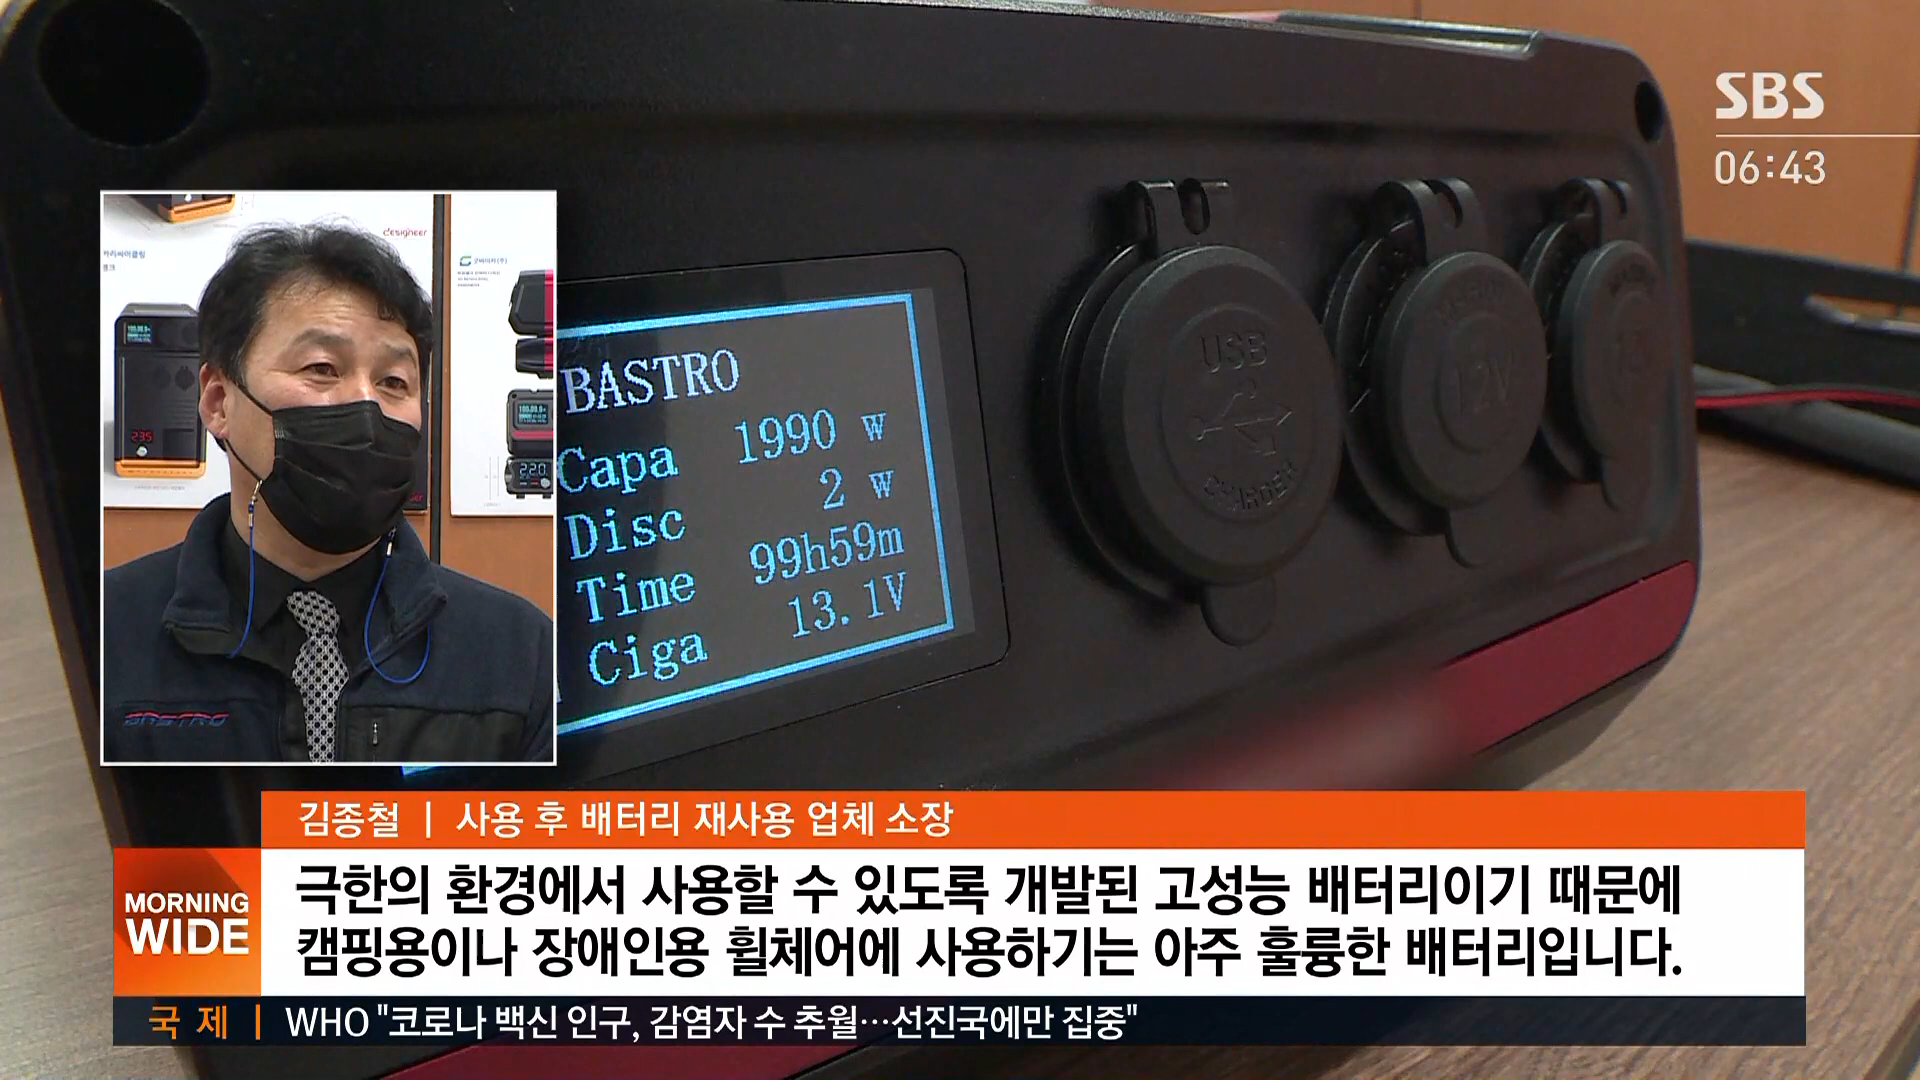 SBS
06:43
designeer
235
220
BASTRO
Capa 1990 w
Disc 2 w
Time 99h59m
Ciga 13.1V
USB
CHARGER
12V
BASTRO
김종철 | 사용 후 배터리 재사용 업체 소장
MORNING
WIDE
극한의 환경에서 사용할 수 있도록 개발된 고성능 배터리이기 때문에
캠핑용이나 장애인용 휠체어에 사용하기는 아주 훌륭한 배터리입니다.
국제 | WHO "코로나 백신 인구, 감염자 수 추월…선진국에만 집중"